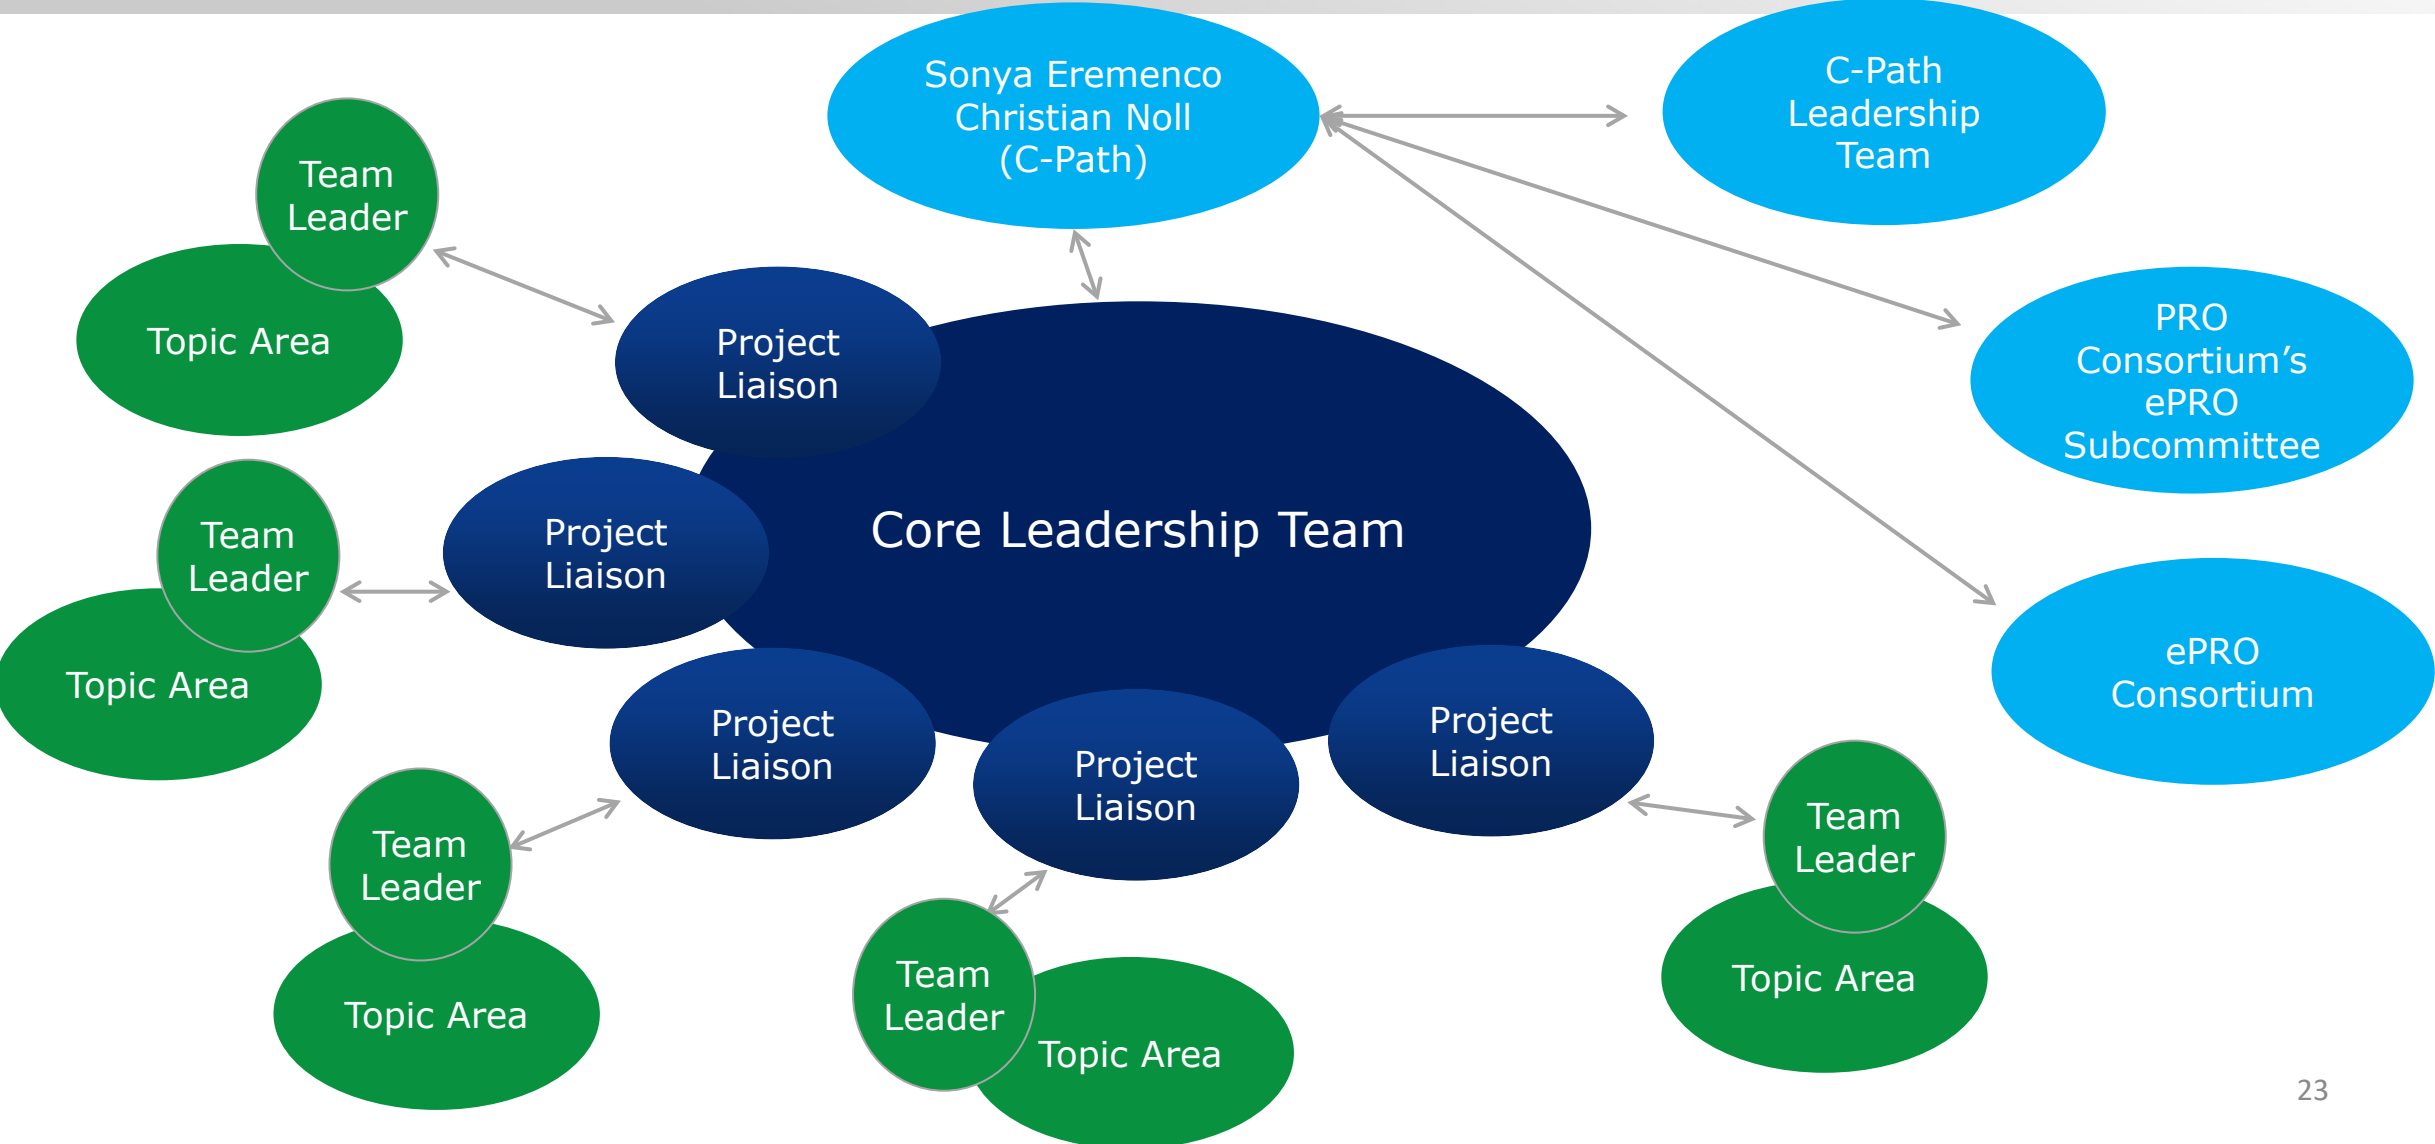 Sonya Eremenco
Christian Noll
(C-Path)
C-Path
Leadership
Team
Team
Leader
Topic Area
Project
Liaison
PRO
Consortium’s
ePRO
Subcommittee
Core Leadership Team
Team
Leader
Topic Area
Project
Liaison
ePRO
Consortium
Project
Liaison
Project
Liaison
Project
Liaison
Team
Leader
Topic Area
Team
Leader
Topic Area
Team
Leader
Topic Area
23